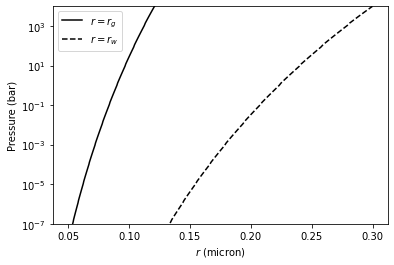 r = r_g
r = r_w
Pressure (bar)
10^3
10^1
10^−1
10^−3
10^−5
10^−7
0.05 0.10 0.15 0.20 0.25 0.30
r (micron)